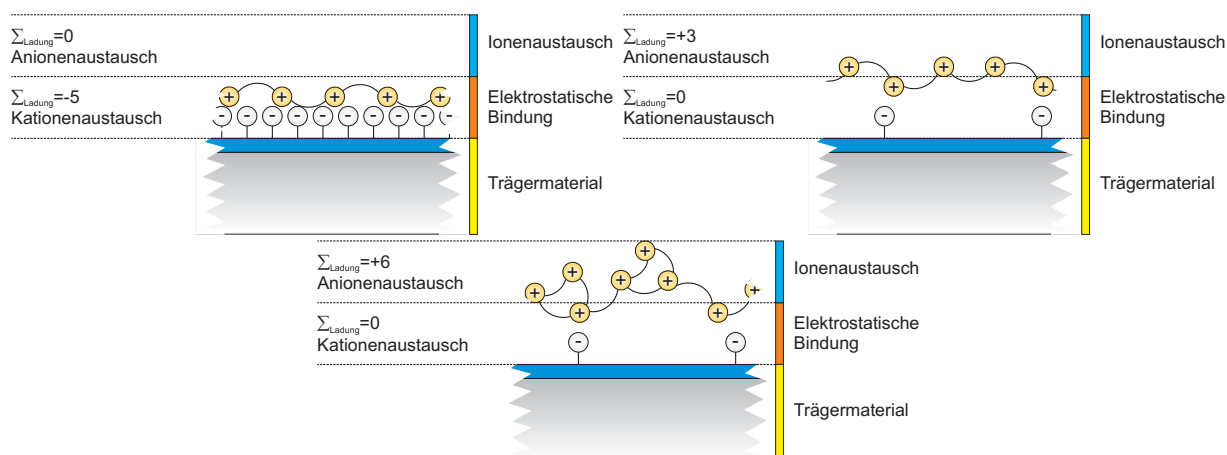 ∑Ladung=0
Anionenaustausch
∑Ladung=-5
Kationenaustausch
+ + + + +
- - - - - - - - - -
Ionenaustausch
Elektrostatische
Bindung
Trägermaterial
∑Ladung=+3
Anionenaustausch
∑Ladung=0
Kationenaustausch
+ + + + +
- -
Ionenaustausch
Elektrostatische
Bindung
Trägermaterial
∑Ladung=+6
Anionenaustausch
∑Ladung=0
Kationenaustausch
+ + + + + + + +
- -
Ionenaustausch
Elektrostatische
Bindung
Trägermaterial